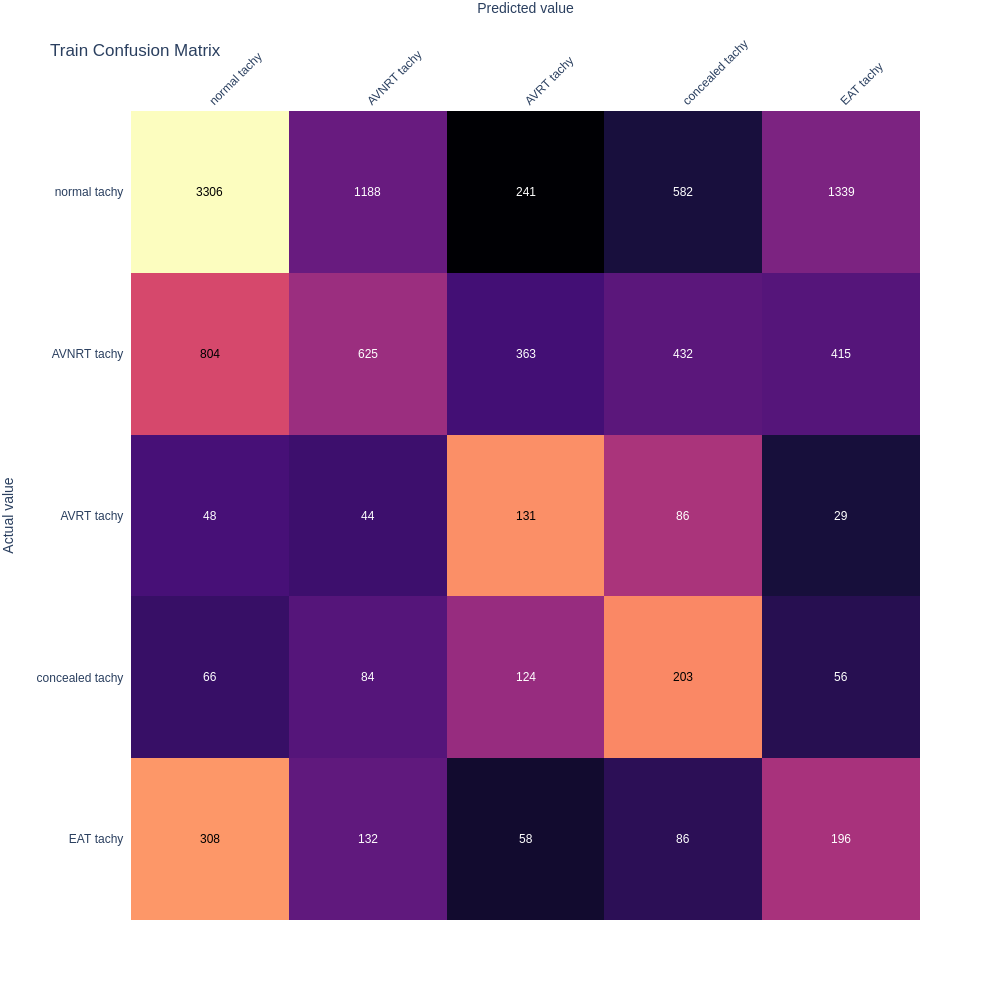 Predicted value
Train Confusion Matrix
normal tachy
AVNRT tachy
AVRT tachy
concealed tachy
EAT tachy
Actual value
normal tachy 3306 1188 241 582 1339
AVNRT tachy 804 625 363 432 415
AVRT tachy 48 44 131 86 29
concealed tachy 66 84 124 203 56
EAT tachy 308 132 58 86 196